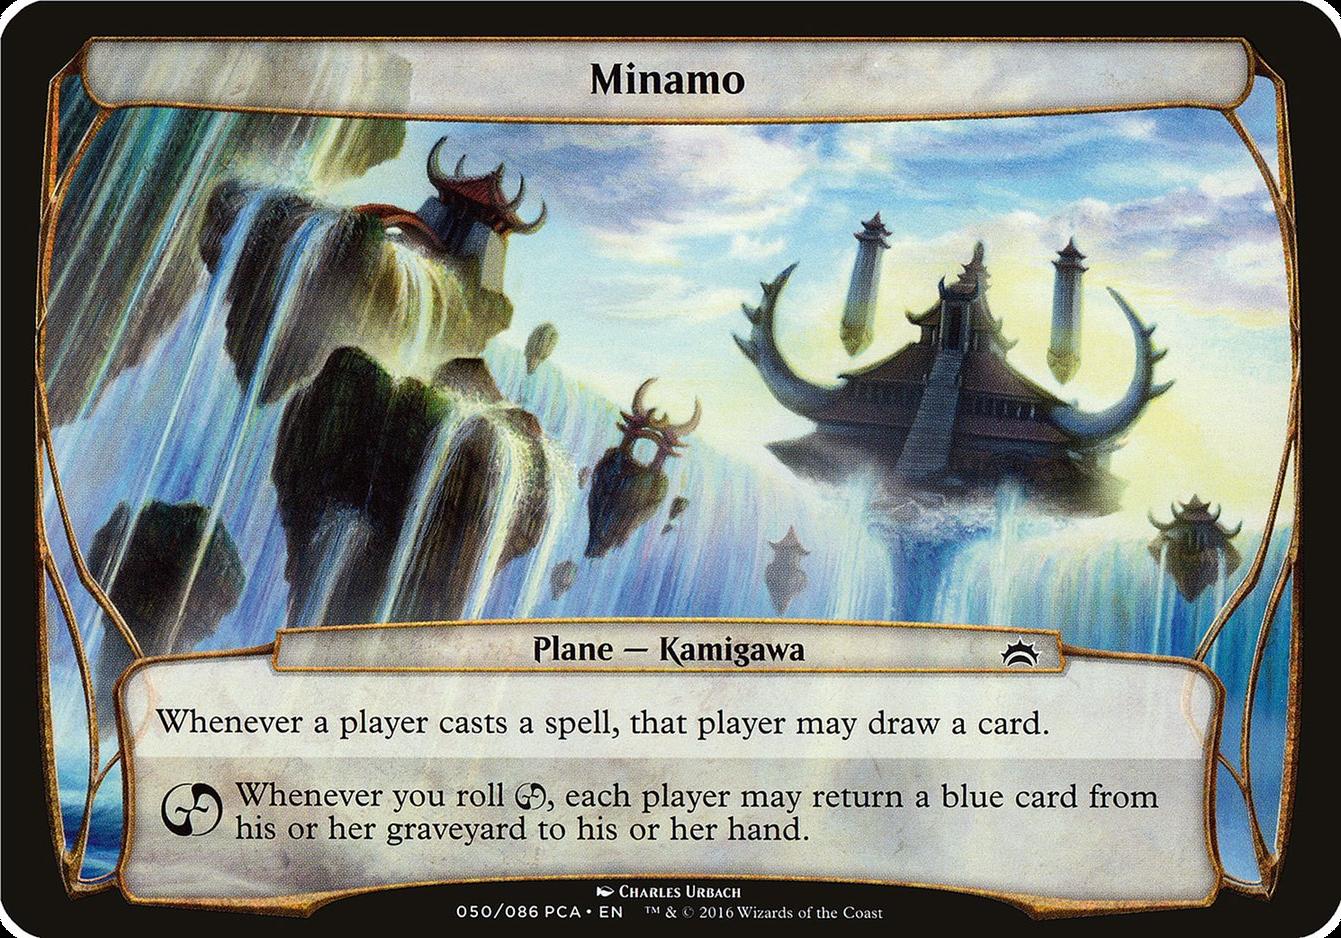 Minamo
Plane — Kamigawa
Whenever a player casts a spell, that player may draw a card.
Whenever you roll , each player may return a blue card from
his or her graveyard to his or her hand.
Charles Urbach
050/086 PCA • EN ™ & © 2016 Wizards of the Coast